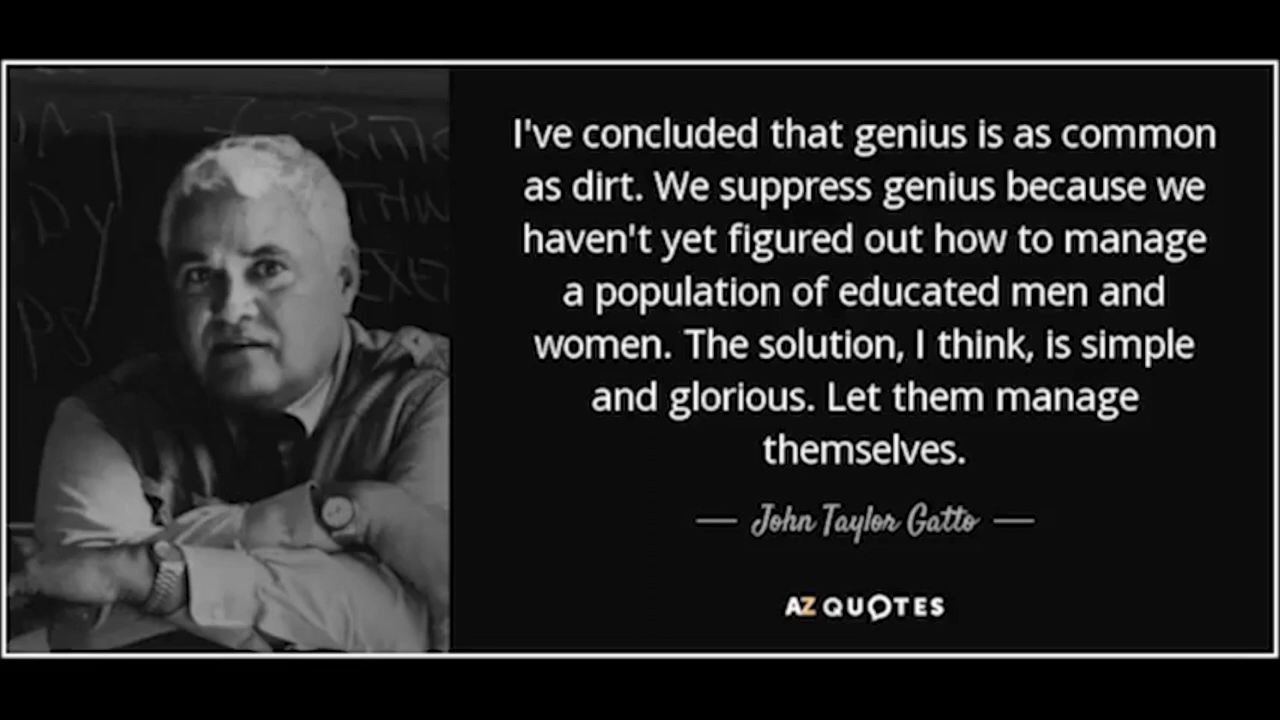 I've concluded that genius is as common
as dirt. We suppress genius because we
haven't yet figured out how to manage
a population of educated men and
women. The solution, I think, is simple
and glorious. Let them manage
themselves.
— John Taylor Gatto —
AZ QUOTES